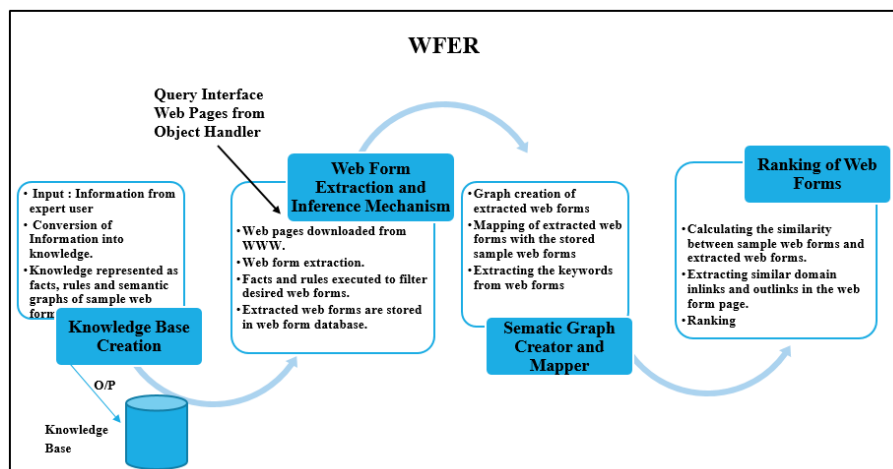 WFER
Query Interface
Web Pages from
Object Handler
• Input : Information from
expert user
• Conversion of
Information into
knowledge.
• Knowledge represented as
facts, rules and semantic
graphs of sample web
form
Knowledge Base
Creation
O/P
Knowledge
Base
Web Form
Extraction and
Inference Mechanism
• Web pages downloaded from
WWW.
• Web form extraction.
• Facts and rules executed to filter
desired web forms.
• Extracted web forms are stored
in web form database.
• Graph creation of
extracted web forms
• Mapping of extracted web
forms with the stored
sample web forms
• Extracting the keywords
from web forms
Sematic Graph
Creator and
Mapper
Ranking of Web
Forms
• Calculating the similarity
between sample web forms and
extracted web forms.
• Extracting similar domain
inlinks and outlinks in the web
form page.
• Ranking